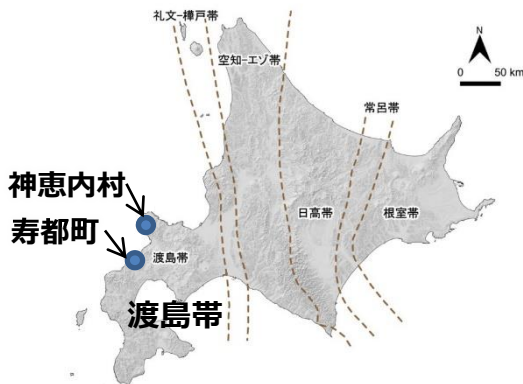 礼文-樺戸帯
空知-エゾ帯
N
0 50 km
常呂帯
神恵内村
日高帯
根室帯
寿都町
渡島帯
渡島帯